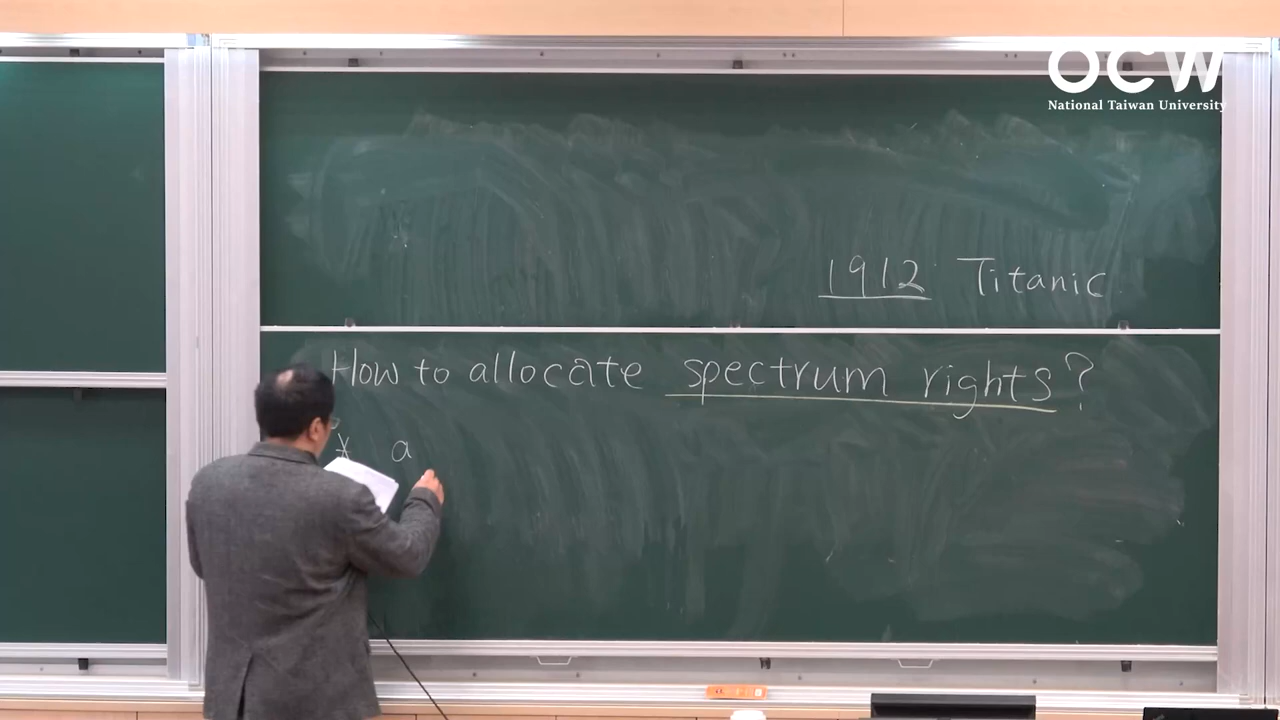 OCW
National Taiwan University
1912 Titanic
How to allocate spectrum rights?
* a